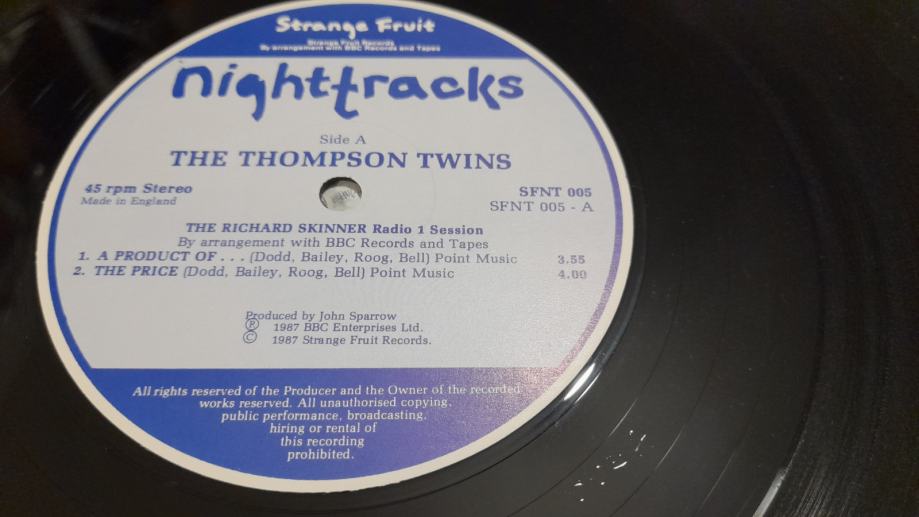 Strange Fruit
Strange Fruit Records
By arrangement with BBC Records and Tapes
nighttracks
Side A
THE THOMPSON TWINS
45 rpm Stereo SFNT 005
Made in England SFNT 005 - A
THE RICHARD SKINNER Radio 1 Session
By arrangement with BBC Records and Tapes
1. A PRODUCT OF . . . (Dodd, Bailey, Roog, Bell) Point Music 3.55
2. THE PRICE (Dodd, Bailey, Roog, Bell) Point Music 4.00
Produced by John Sparrow
Ⓟ 1987 BBC Enterprises Ltd.
© 1987 Strange Fruit Records.
All rights reserved of the Producer and the Owner of the recorded
works reserved. All unauthorised copying,
public performance, broadcasting,
hiring or rental of
this recording
prohibited.